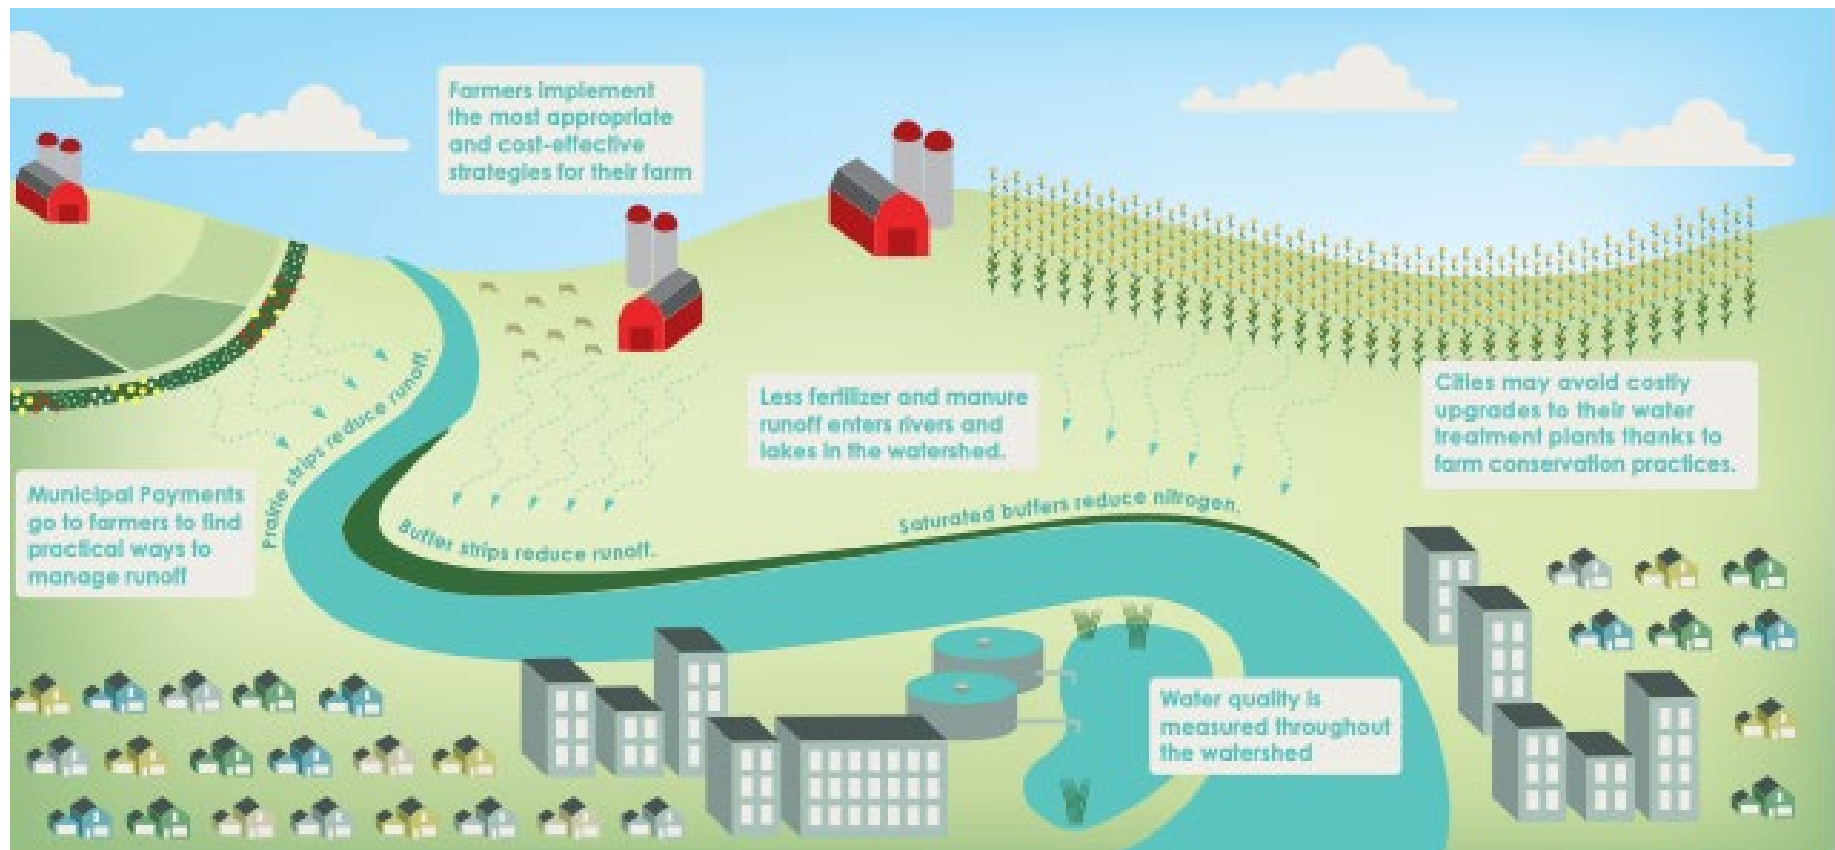 Farmers implement
the most appropriate
and cost-effective
strategies for their farm
Less fertilizer and manure
runoff enters rivers and
lakes in the watershed.
Cities may avoid costly
upgrades to their water
treatment plants thanks to
farm conservation practices.
Municipal Payments
go to farmers to find
practical ways to
manage runoff
Prairie strips reduce runoff.
Buffer strips reduce runoff.
Saturated buffers reduce nitrogen.
Water quality is
measured throughout
the watershed